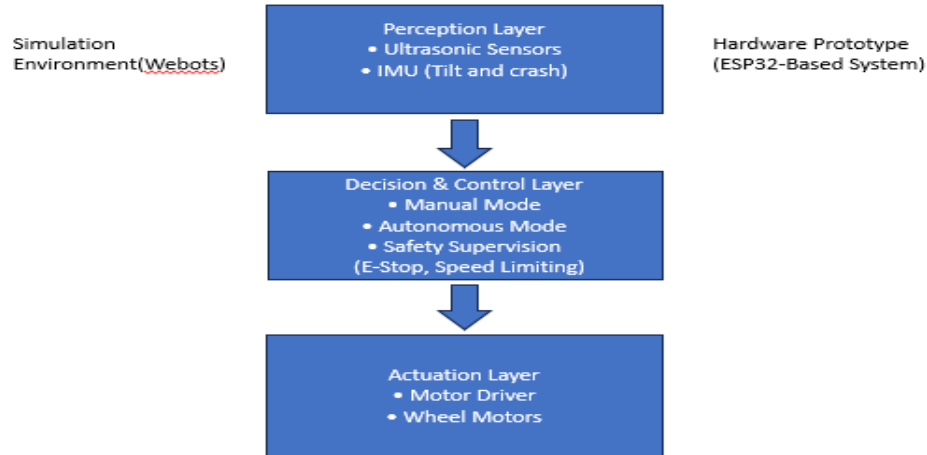 Simulation
Environment(Webots)
Perception Layer
• Ultrasonic Sensors
• IMU (Tilt and crash)
Hardware Prototype
(ESP32-Based System)
Decision & Control Layer
• Manual Mode
• Autonomous Mode
• Safety Supervision
(E-Stop, Speed Limiting)
Actuation Layer
• Motor Driver
• Wheel Motors